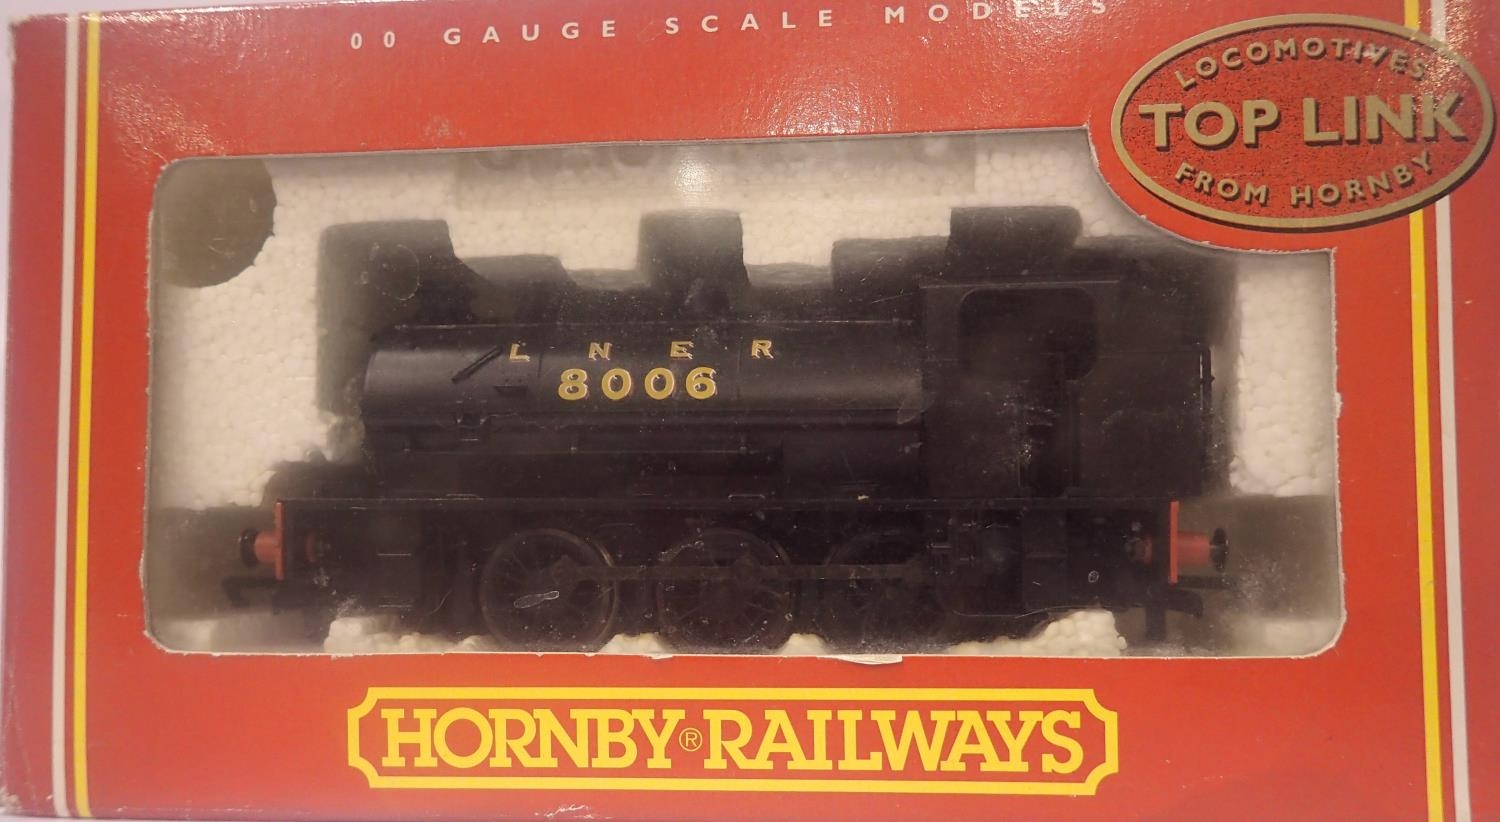 00 GAUGE SCALE MODELS
LOCOMOTIVES
TOP LINK
FROM HORNBY
L N E R
8006
HORNBY® RAILWAYS